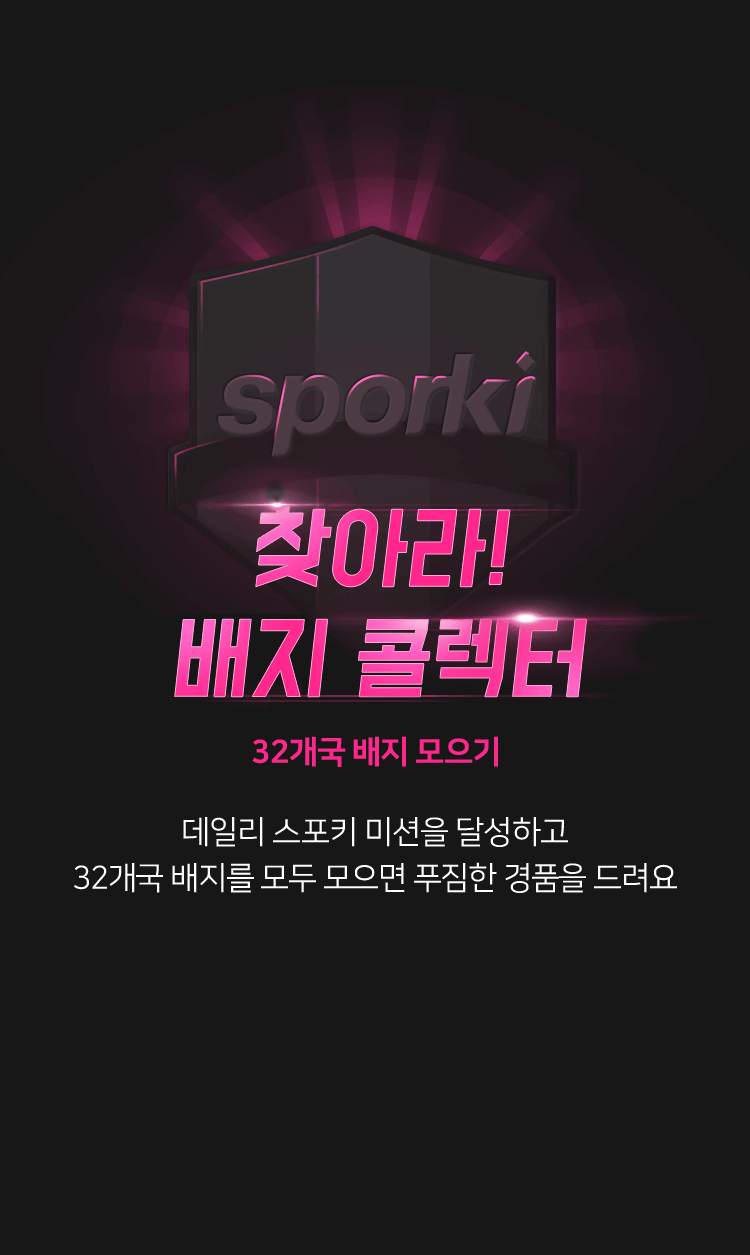 sporki
찾아라!
배지 콜렉터
32개국 배지 모으기
데일리 스포키 미션을 달성하고
32개국 배지를 모두 모으면 푸짐한 경품을 드려요